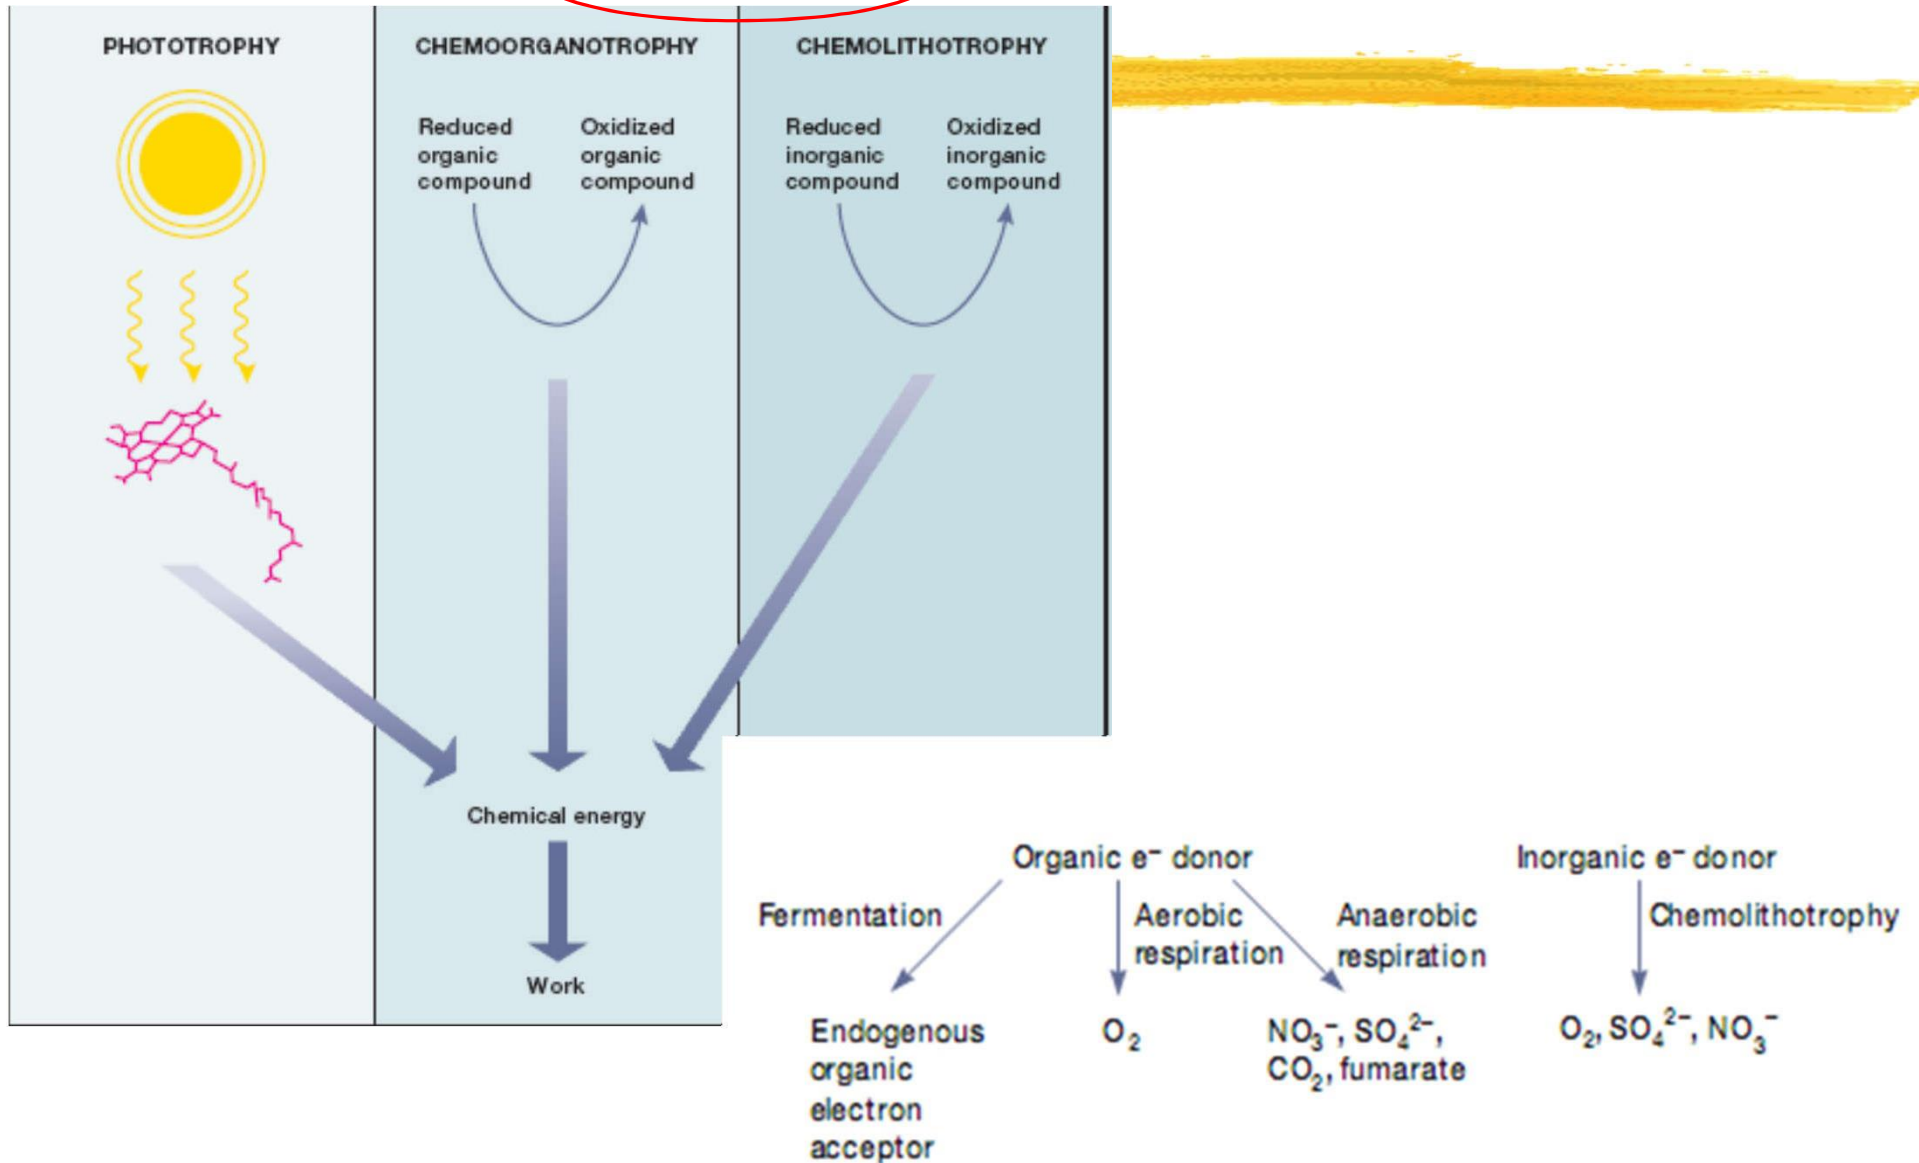 PHOTOTROPHY
CHEMOORGANOTROPHY
CHEMOLITHOTROPHY
Reduced
organic
compound
Oxidized
organic
compound
Reduced
inorganic
compound
Oxidized
inorganic
compound
Chemical energy
Work
Organic e⁻ donor
Fermentation
Aerobic
respiration
Anaerobic
respiration
Endogenous
organic
electron
acceptor
O₂
NO₃⁻, SO₄²⁻,
CO₂, fumarate
Inorganic e⁻ donor
Chemolithotrophy
O₂, SO₄²⁻, NO₃⁻